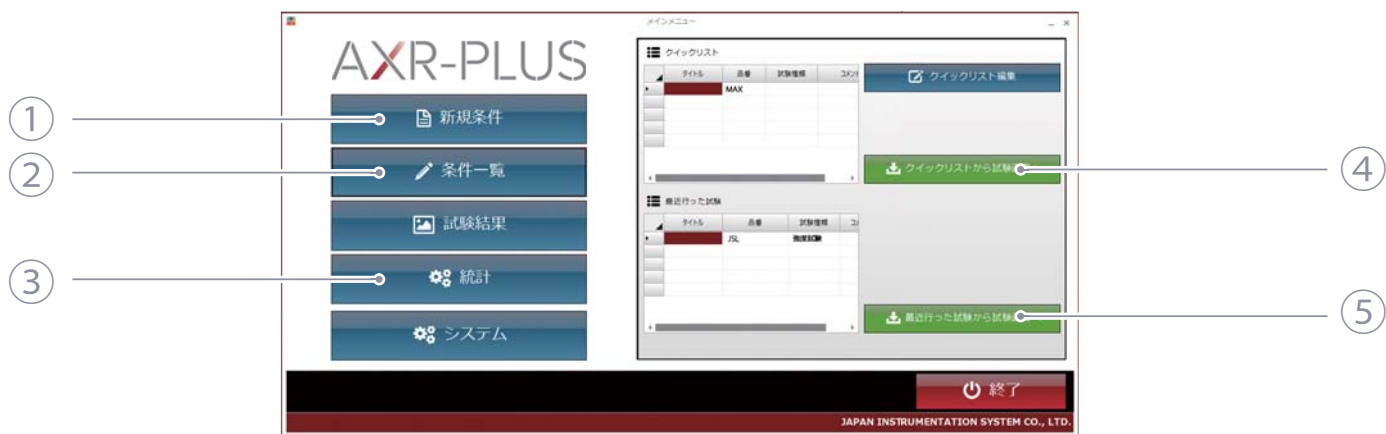 メインメニュー
AXR-PLUS
① 新規条件
② 条件一覧
試験結果
③ 統計
システム
クイックリスト
タイトル 品番 試験種類 コメント
MAX
クイックリスト編集
④ クイックリストから試験
最近行った試験
タイトル 品番 試験種類 コ
JSL 強度試験
⑤ 最近行った試験から試験
終了
JAPAN INSTRUMENTATION SYSTEM CO., LTD.